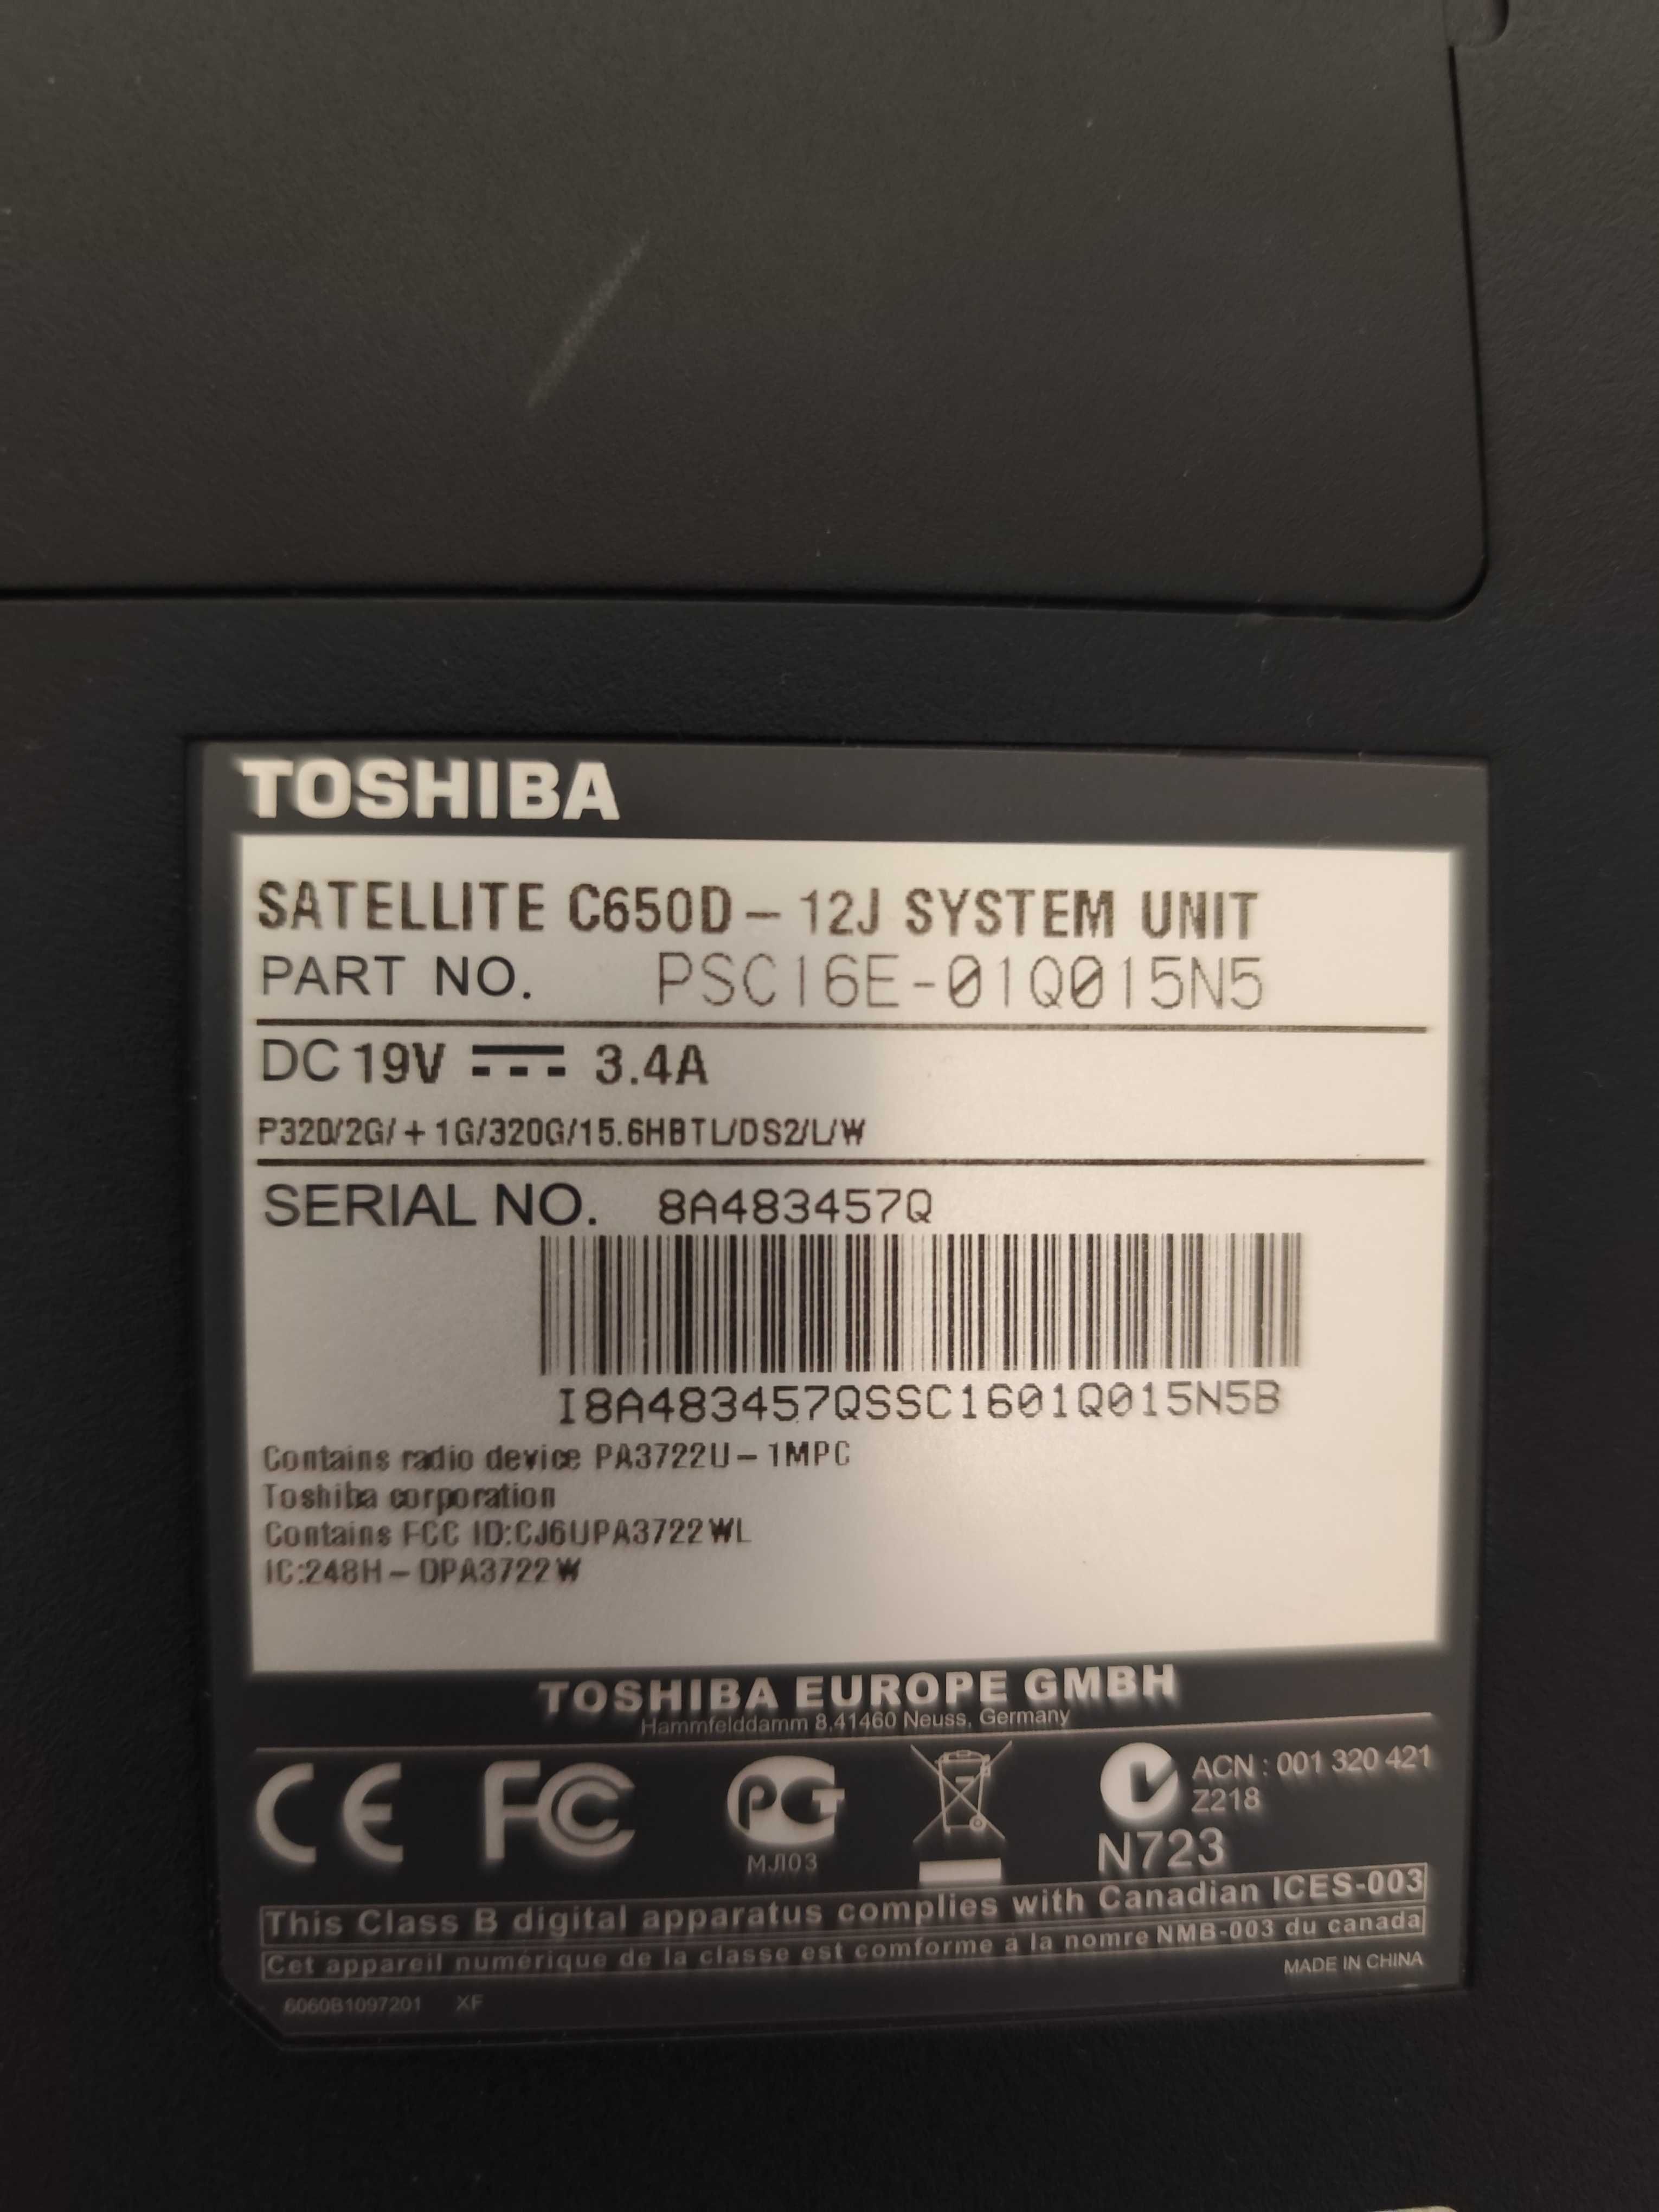 TOSHIBA
SATELLITE C650D – 12J SYSTEM UNIT
PART NO. PSC16E-01Q015N5
DC 19V ⎓ 3.4A
P320/2G/+1G/320G/15.6HBTL/DS2/L/W
SERIAL NO. 8A483457Q
I8A483457QSSC1601Q015N5B
Contains radio device PA3722U–1MPC
Toshiba corporation
Contains FCC ID:CJ6UPA3722WL
IC:248H–DPA3722W
TOSHIBA EUROPE GMBH
Hammfelddamm 8,41460 Neuss, Germany
CE FC PG
МЛ03
ACN : 001 320 421
Z218
N723
This Class B digital apparatus complies with Canadian ICES-003
Cet appareil numérique de la classe est comforme à la nomre NMB-003 du canada
MADE IN CHINA
6060B1097201 XF